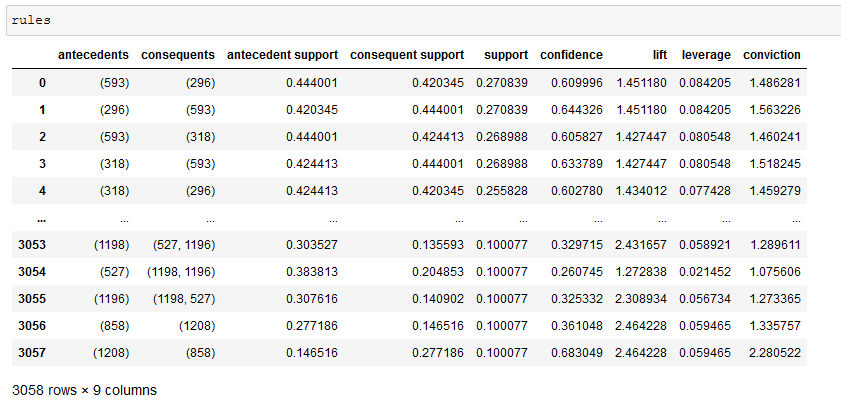 rules
antecedents consequents antecedent support consequent support support confidence lift leverage conviction
0 (593) (296) 0.444001 0.420345 0.270839 0.609996 1.451180 0.084205 1.486281
1 (296) (593) 0.420345 0.444001 0.270839 0.644326 1.451180 0.084205 1.563226
2 (593) (318) 0.444001 0.424413 0.268988 0.605827 1.427447 0.080548 1.460241
3 (318) (593) 0.424413 0.444001 0.268988 0.633789 1.427447 0.080548 1.518245
4 (318) (296) 0.424413 0.420345 0.255828 0.602780 1.434012 0.077428 1.459279
... ... ... ... ... ... ... ... ... ...
3053 (1198) (527, 1196) 0.303527 0.135593 0.100077 0.329715 2.431657 0.058921 1.289611
3054 (527) (1198, 1196) 0.383813 0.204853 0.100077 0.260745 1.272838 0.021452 1.075606
3055 (1196) (1198, 527) 0.307616 0.140902 0.100077 0.325332 2.308934 0.056734 1.273365
3056 (858) (1208) 0.277186 0.146516 0.100077 0.361048 2.464228 0.059465 1.335757
3057 (1208) (858) 0.146516 0.277186 0.100077 0.683049 2.464228 0.059465 2.280522
3058 rows × 9 columns